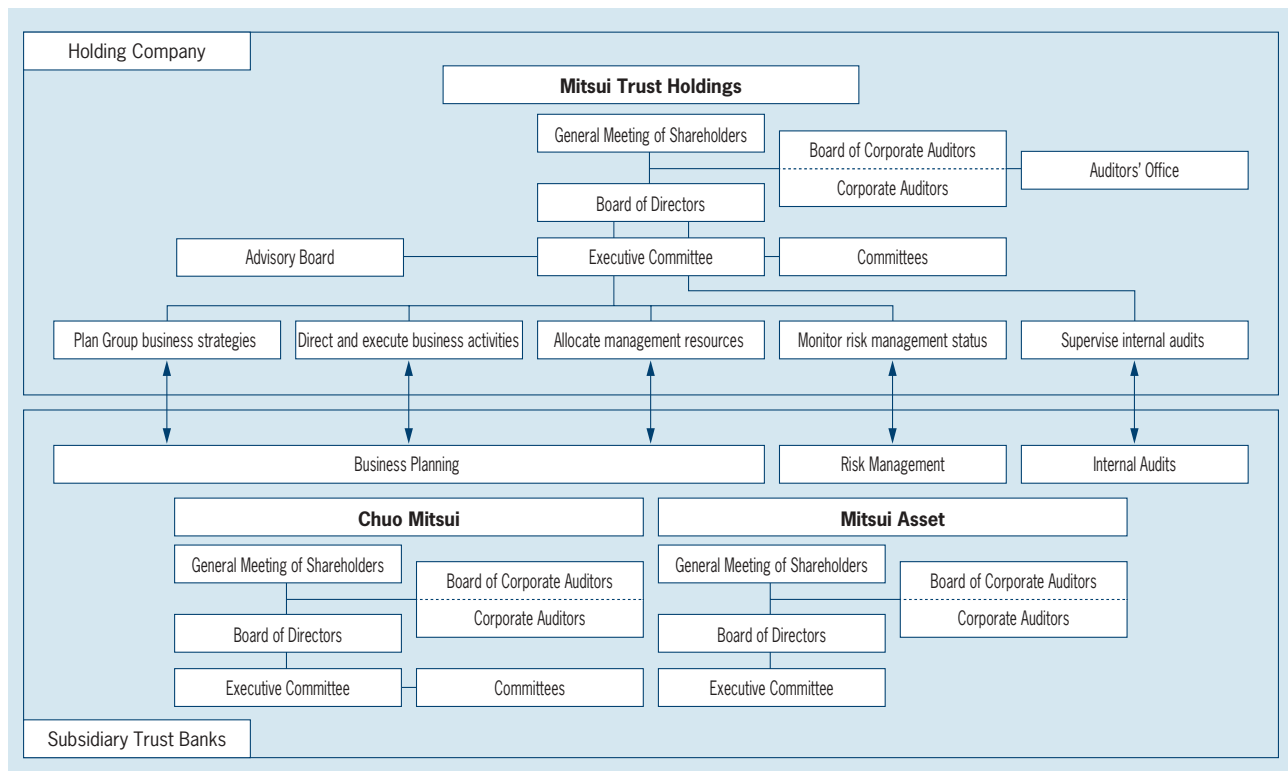 Holding Company
Mitsui Trust Holdings
General Meeting of Shareholders
Board of Corporate Auditors
Corporate Auditors
Auditors' Office
Board of Directors
Advisory Board
Executive Committee
Committees
Plan Group business strategies
Direct and execute business activities
Allocate management resources
Monitor risk management status
Supervise internal audits
Business Planning
Risk Management
Internal Audits
Chuo Mitsui
General Meeting of Shareholders
Board of Corporate Auditors
Corporate Auditors
Board of Directors
Executive Committee
Committees
Mitsui Asset
General Meeting of Shareholders
Board of Corporate Auditors
Corporate Auditors
Board of Directors
Executive Committee
Subsidiary Trust Banks